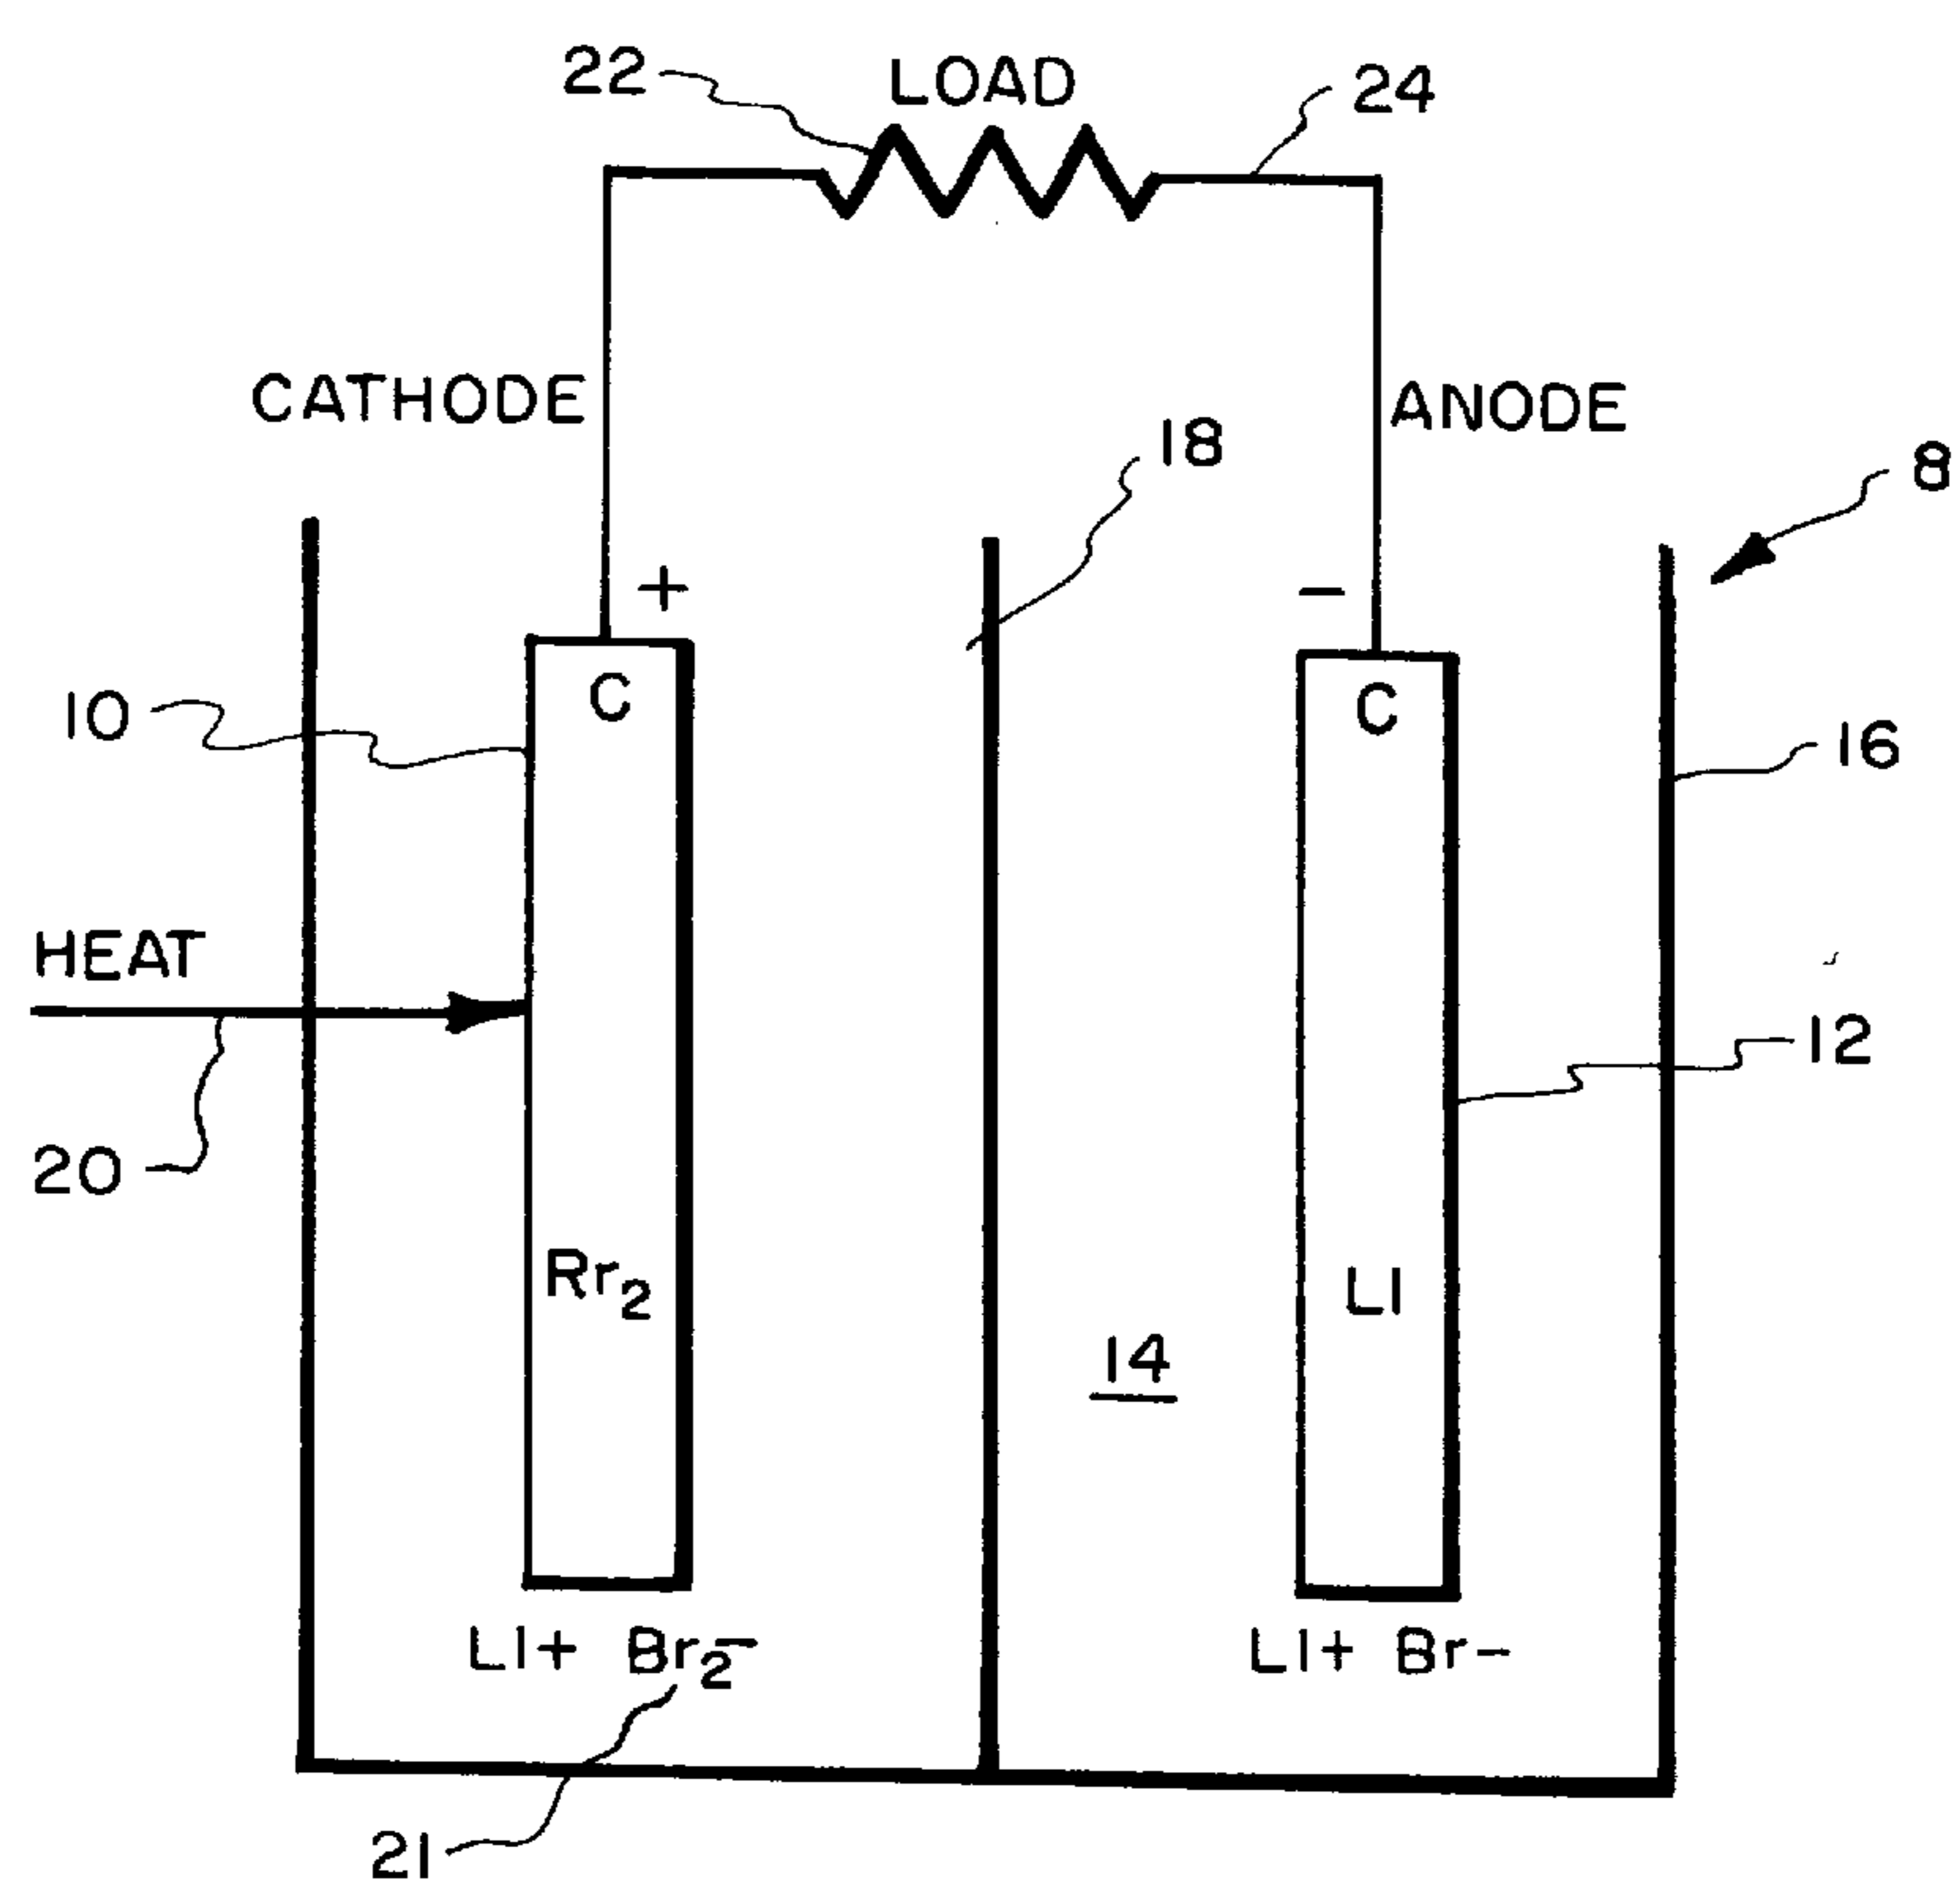 22 LOAD 24
CATHODE
ANODE
18
8
+
-
C
C
10
16
HEAT
12
20
Rr2
LI
14
LI+ Br2-
LI+ Br-
21